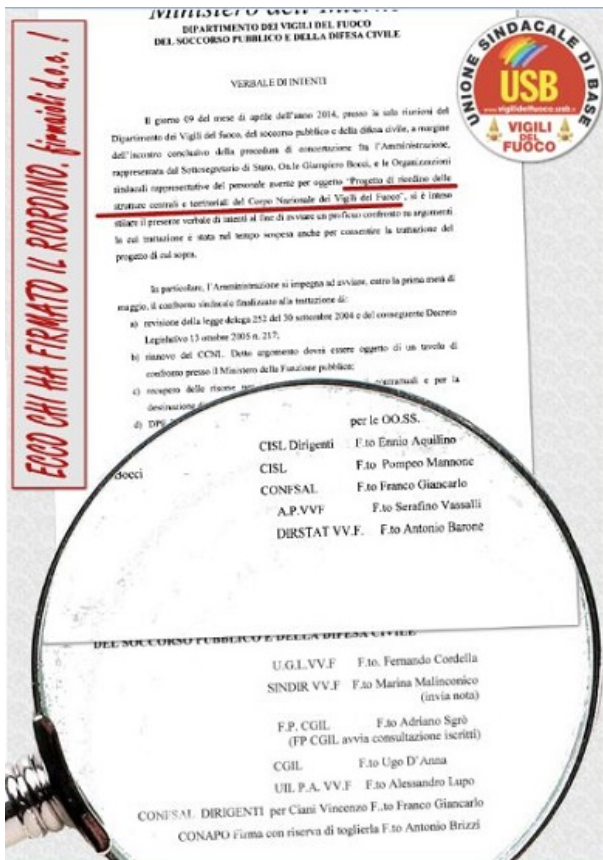 Ministero dell'Interno
DIPARTIMENTO DEI VIGILI DEL FUOCO
DEL SOCCORSO PUBBLICO E DELLA DIFESA CIVILE
VERBALE DI INTENTI
Il giorno 09 del mese di aprile dell'anno 2014, presso la sala riunioni del
Dipartimento dei Vigili del fuoco, del soccorso pubblico e della difesa civile, a margine
dell'incontro conclusivo della procedura di concertazione fra l'Amministrazione,
rappresentata dal Sottosegretario di Stato, On.le Giampiero Bocci, e le Organizzazioni
sindacali rappresentative del personale avente per oggetto "Progetto di riordino delle
strutture centrali e territoriali del Corpo Nazionale dei Vigili del Fuoco", si è inteso
stilare il presente verbale di intenti al fine di avviare un proficuo confronto su argomenti
la cui trattazione è stata nel tempo sospesa anche per consentire la trattazione del
progetto di cui sopra.
In particolare, l'Amministrazione si impegna ad avviare, entro la prima metà di
maggio, il confronto sindacale finalizzato alla trattazione di:
a) revisione della legge delega 252 del 30 settembre 2004 e del conseguente Decreto
Legislativo 13 ottobre 2005 n. 217;
b) rinnovo del CCNL. Detto argomento dovrà essere oggetto di un tavolo di
confronto presso il Ministero della Funzione pubblica;
c) recupero delle risorse contrattuali e per la
destinazione
d)
ECCO CHI HA FIRMATO IL RIORDINO, firmaioli d.o.c. !
UNIONE SINDACALE DI BASE
USB
www.vigilidelfuoco.usb.it
VIGILI
DEL
FUOCO
per le OO.SS.
Bocci
CISL Dirigenti F.to Ennio Aquilino
CISL F.to Pompeo Mannone
CONFSAL F.to Franco Giancarlo
A.P.VVF F.to Serafino Vassalli
DIRSTAT VV.F. F.to Antonio Barone
DEL SOCCORSO PUBBLICO E DELLA DIFESA CIVILE
U.G.L.VV.F F.to. Fernando Cordella
SINDIR VV.F F.to Marina Malinconico
(invia nota)
F.P. CGIL F.to Adriano Sgrò
(FP CGIL avvia consultazione iscritti)
CGIL F.to Ugo D'Anna
UIL P.A. VV.F F.to Alessandro Lupo
CONFSAL DIRIGENTI per Ciani Vincenzo F..to Franco Giancarlo
CONAPO Firma con riserva di toglierla F.to Antonio Brizzi